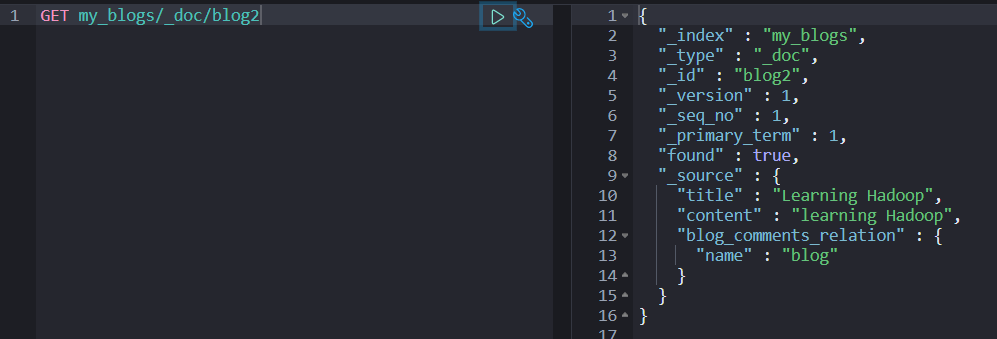 1 GET my_blogs/_doc/blog2
1 {
2 "_index" : "my_blogs",
3 "_type" : "_doc",
4 "_id" : "blog2",
5 "_version" : 1,
6 "_seq_no" : 1,
7 "_primary_term" : 1,
8 "found" : true,
9 "_source" : {
10 "title" : "Learning Hadoop",
11 "content" : "learning Hadoop",
12 "blog_comments_relation" : {
13 "name" : "blog"
14 }
15 }
16 }
17